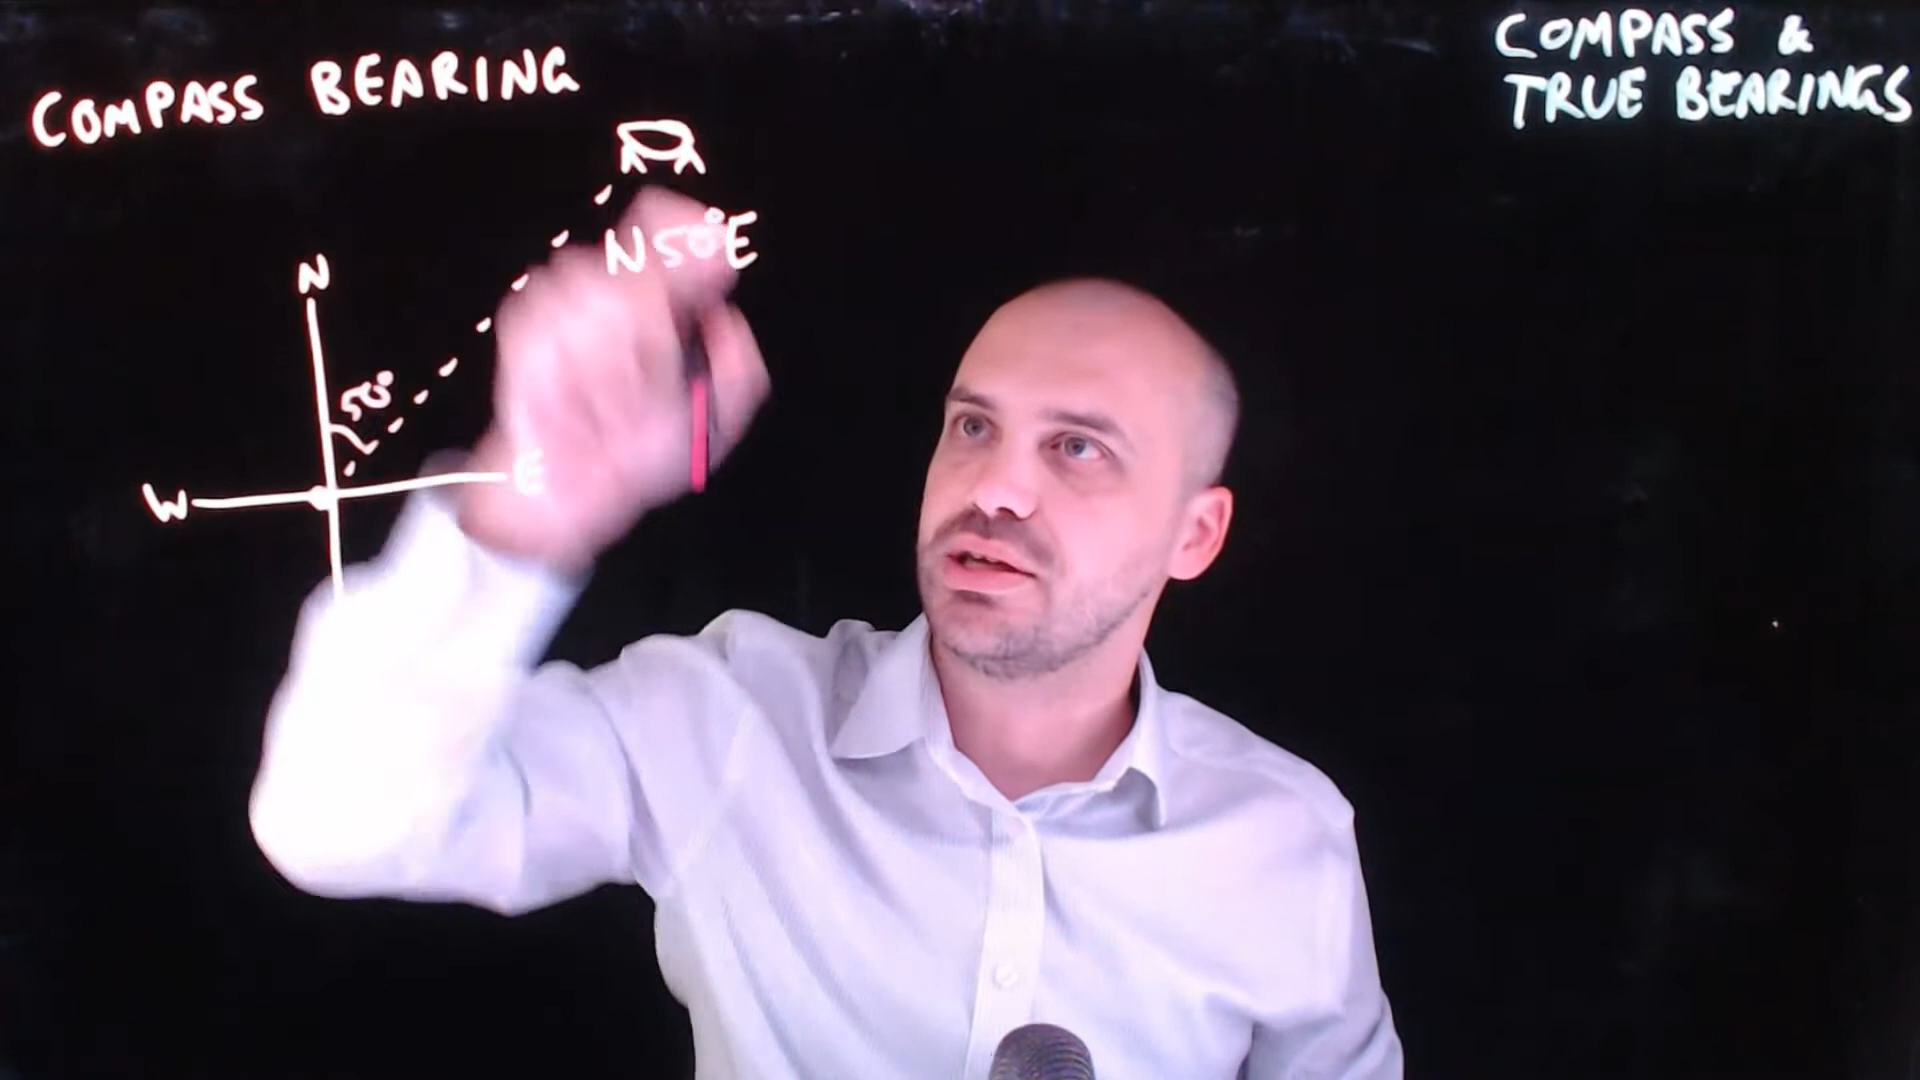 COMPASS BEARING
COMPASS &
TRUE BEARINGS
N50°E
N
50°
W
E